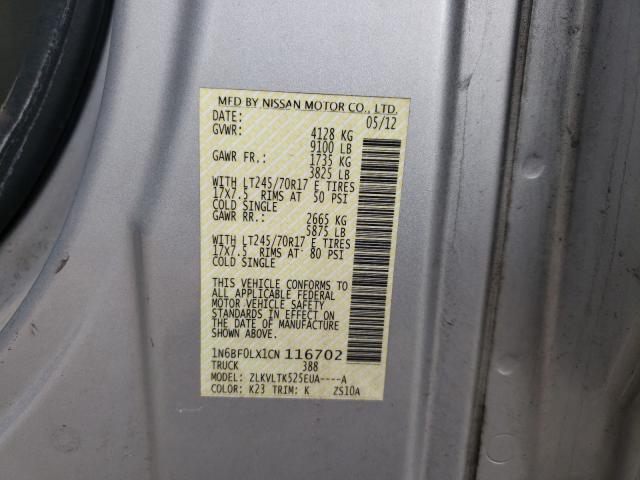 MFD BY NISSAN MOTOR CO., LTD.
DATE: 05/12
GVWR: 4128 KG
9100 LB
GAWR FR.: 1735 KG
3825 LB
WITH LT245/70R17 E TIRES
17X7.5 RIMS AT 50 PSI
COLD SINGLE
GAWR RR.: 2665 KG
5875 LB
WITH LT245/70R17 E TIRES
17X7.5 RIMS AT 80 PSI
COLD SINGLE
THIS VEHICLE CONFORMS TO
ALL APPLICABLE FEDERAL
MOTOR VEHICLE SAFETY
STANDARDS IN EFFECT ON
THE DATE OF MANUFACTURE
SHOWN ABOVE.
1N6BF0LX1CN 116702
TRUCK 388
MODEL: ZLKVLTK525EUA----A
COLOR: K23 TRIM: K ZS10A